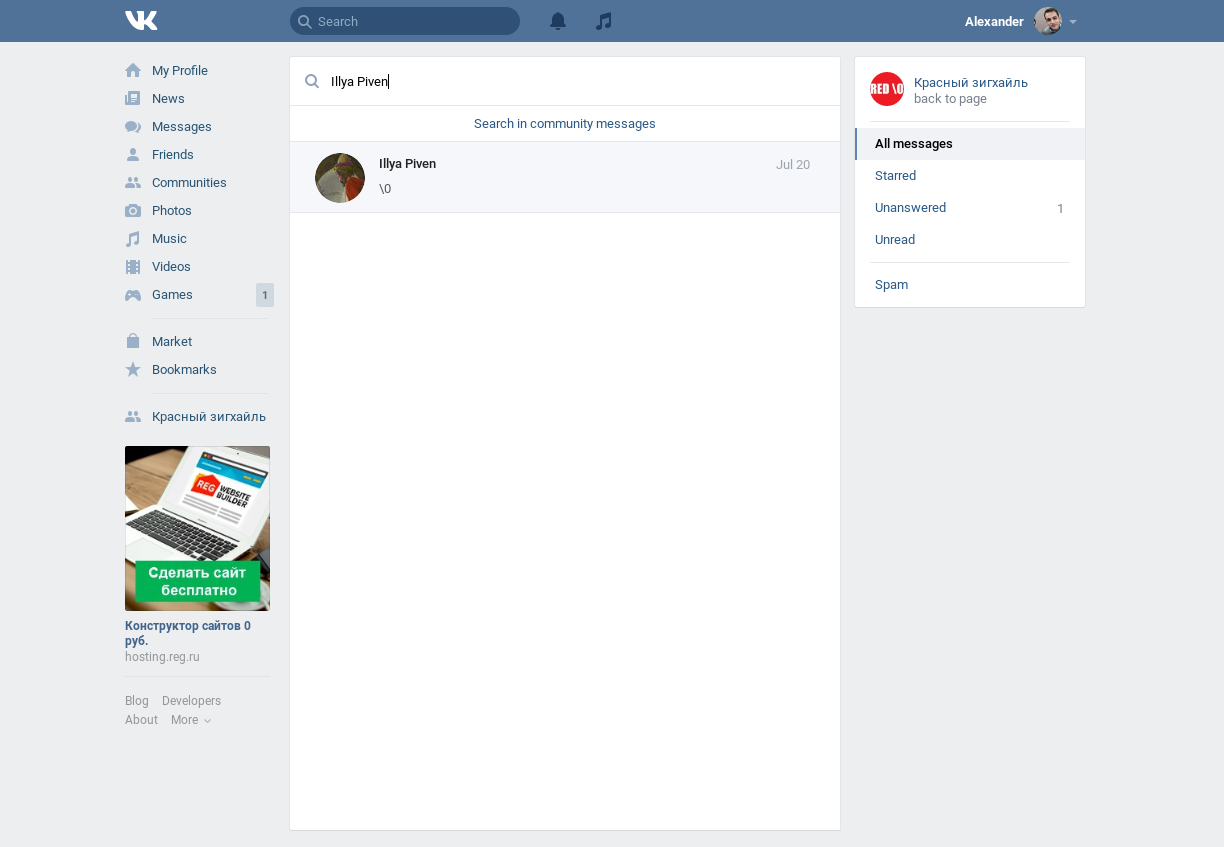 Search
Alexander
My Profile
News
Messages
Friends
Communities
Photos
Music
Videos
Games 1
Market
Bookmarks
Красный зигхайль
REG WEBSITE
BUILDER
Сделать сайт
бесплатно
Конструктор сайтов 0
руб.
hosting.reg.ru
Blog Developers
About More
Illya Piven
Search in community messages
Illya Piven Jul 20
\0
RED \0
Красный зигхайль
back to page
All messages
Starred
Unanswered 1
Unread
Spam